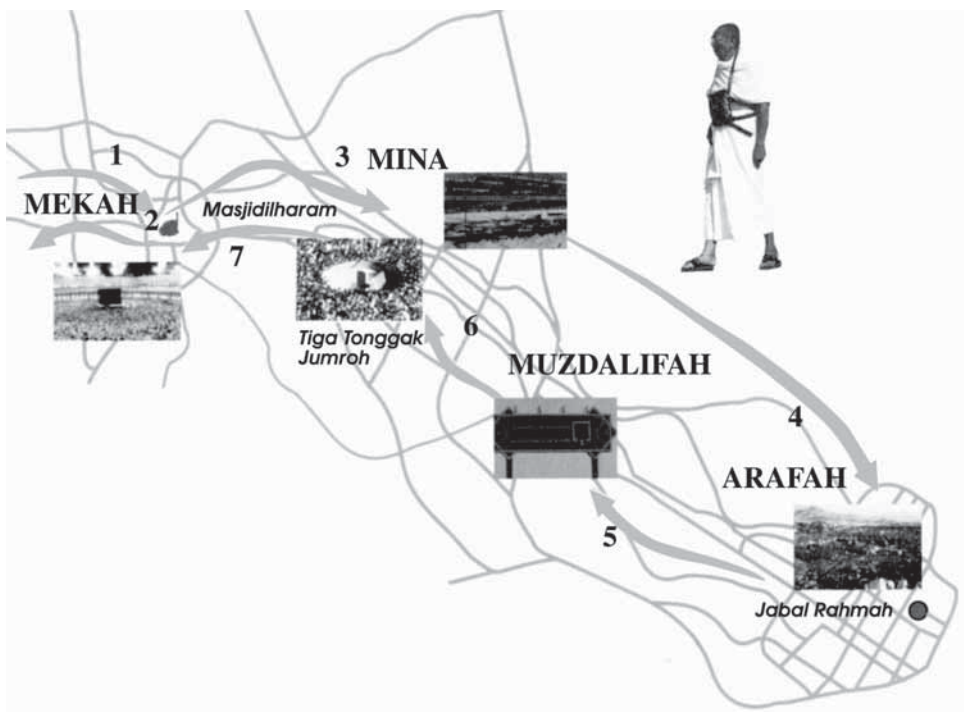 1
3
MINA
MEKAH
2
Masjidilharam
7
6
Tiga Tonggak
Jumroh
MUZDALIFAH
4
ARAFAH
5
Jabal Rahmah